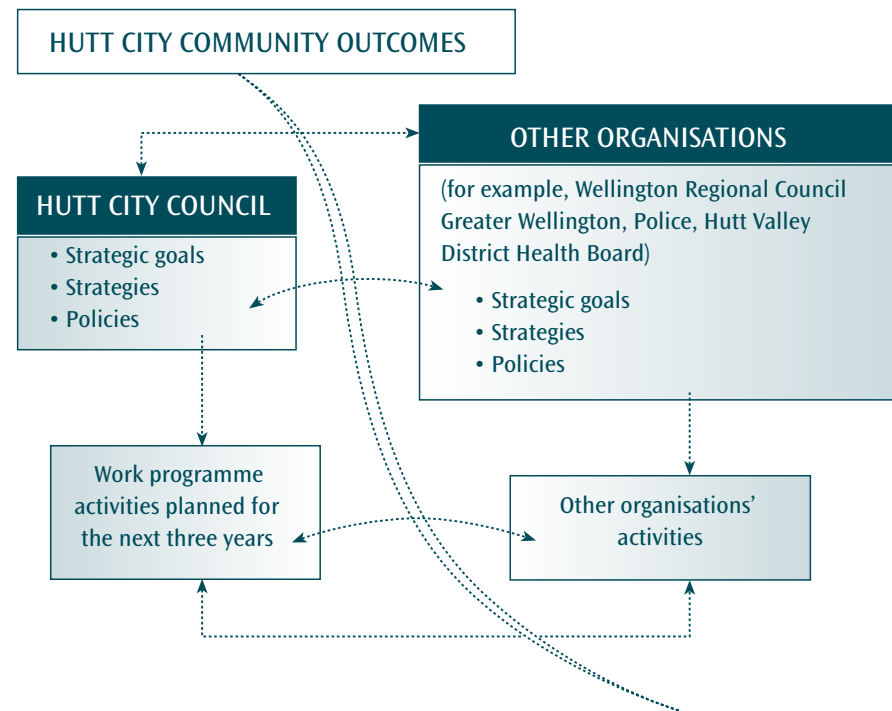 HUTT CITY COMMUNITY OUTCOMES
OTHER ORGANISATIONS
(for example, Wellington Regional Council
Greater Wellington, Police, Hutt Valley
District Health Board)
• Strategic goals
• Strategies
• Policies
HUTT CITY COUNCIL
• Strategic goals
• Strategies
• Policies
Work programme
activities planned for
the next three years
Other organisations’
activities